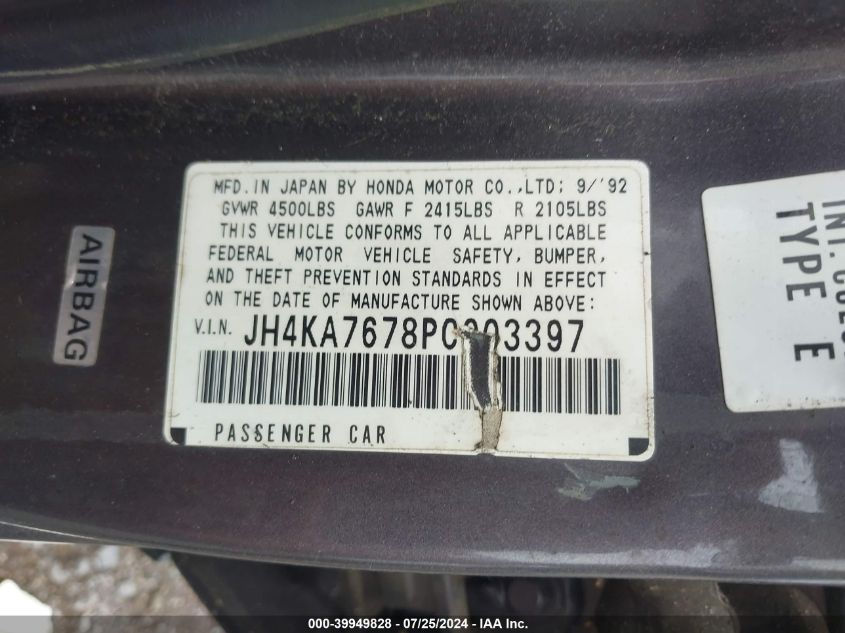 MFD. IN JAPAN BY HONDA MOTOR CO.,LTD; 9/'92
GVWR 4500LBS GAWR F 2415LBS R 2105LBS
THIS VEHICLE CONFORMS TO ALL APPLICABLE
FEDERAL MOTOR VEHICLE SAFETY, BUMPER,
AND THEFT PREVENTION STANDARDS IN EFFECT
ON THE DATE OF MANUFACTURE SHOWN ABOVE:
V.I.N.
PASSENGER CAR
AIRBAG
TYPE E
000-39949828 - 07/25/2024 - IAA Inc.